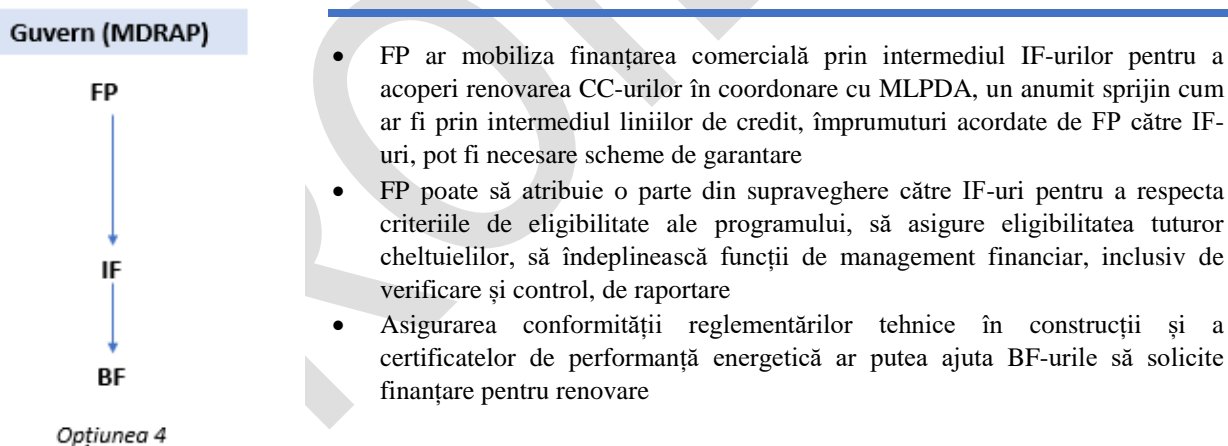 Guvern (MDRAP)
FP
IF
BF
Opțiunea 4
• FP ar mobiliza finanțarea comercială prin intermediul IF-urilor pentru a
acoperi renovarea CC-urilor în coordonare cu MLPDA, un anumit sprijin cum
ar fi prin intermediul liniilor de credit, împrumuturi acordate de FP către IF-
uri, pot fi necesare scheme de garantare
• FP poate să atribuie o parte din supraveghere către IF-uri pentru a respecta
criteriile de eligibilitate ale programului, să asigure eligibilitatea tuturor
cheltuielilor, să îndeplinească funcții de management financiar, inclusiv de
verificare și control, de raportare
• Asigurarea conformității reglementărilor tehnice în construcții și a
certificatelor de performanță energetică ar putea ajuta BF-urile să solicite
finanțare pentru renovare